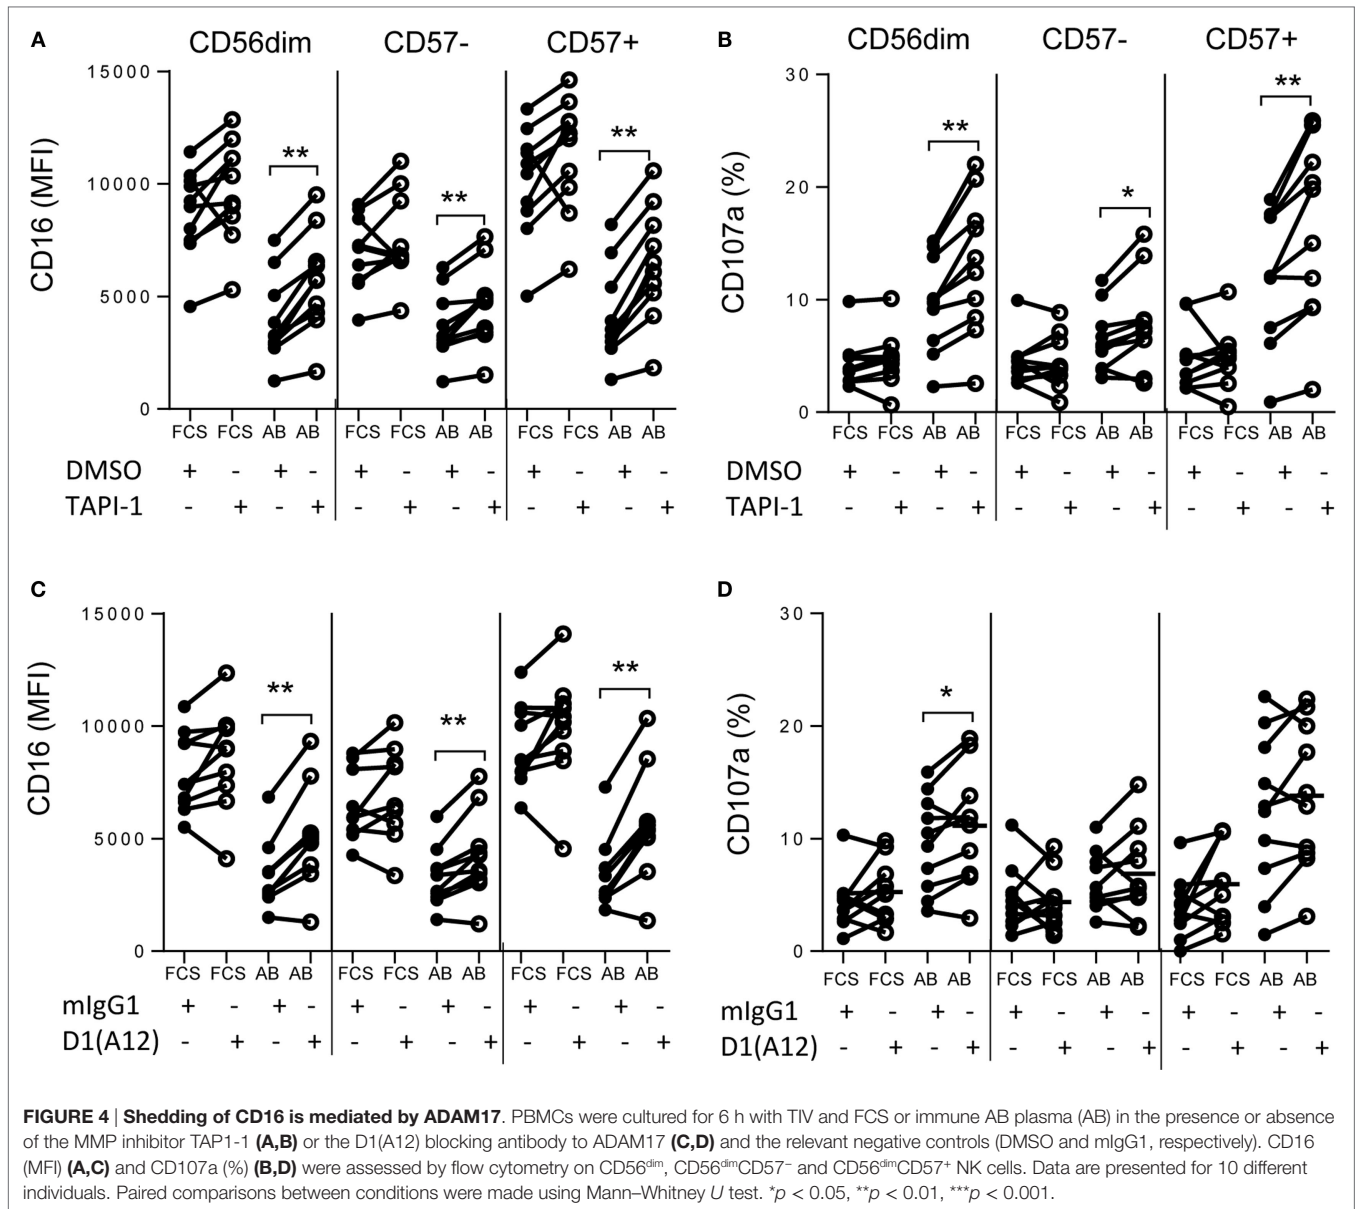 A
CD56dim CD57- CD57+
CD16 (MFI)
15000
10000
5000
0
** ** **
FCS FCS AB AB FCS FCS AB AB FCS FCS AB AB
DMSO + - + - + - + - + - + -
TAPI-1 - + - + - + - + - + - +
B
CD56dim CD57- CD57+
CD107a (%)
30
20
10
0
** * **
FCS FCS AB AB FCS FCS AB AB FCS FCS AB AB
DMSO + - + - + - + - + - + -
TAPI-1 - + - + - + - + - + - +
C
CD16 (MFI)
15000
10000
5000
0
** ** **
FCS FCS AB AB FCS FCS AB AB FCS FCS AB AB
mIgG1 + - + - + - + - + - + -
D1(A12) - + - + - + - + - + - +
D
CD107a (%)
30
20
10
0
*
FCS FCS AB AB FCS FCS AB AB FCS FCS AB AB
mIgG1 + - + - + - + - + - + -
D1(A12) - + - + - + - + - + - +
FIGURE 4 | Shedding of CD16 is mediated by ADAM17. PBMCs were cultured for 6 h with TIV and FCS or immune AB plasma (AB) in the presence or absence
of the MMP inhibitor TAP1-1 (A,B) or the D1(A12) blocking antibody to ADAM17 (C,D) and the relevant negative controls (DMSO and mIgG1, respectively). CD16
(MFI) (A,C) and CD107a (%) (B,D) were assessed by flow cytometry on CD56dim, CD56dimCD57− and CD56dimCD57+ NK cells. Data are presented for 10 different
individuals. Paired comparisons between conditions were made using Mann–Whitney U test. *p < 0.05, **p < 0.01, ***p < 0.001.